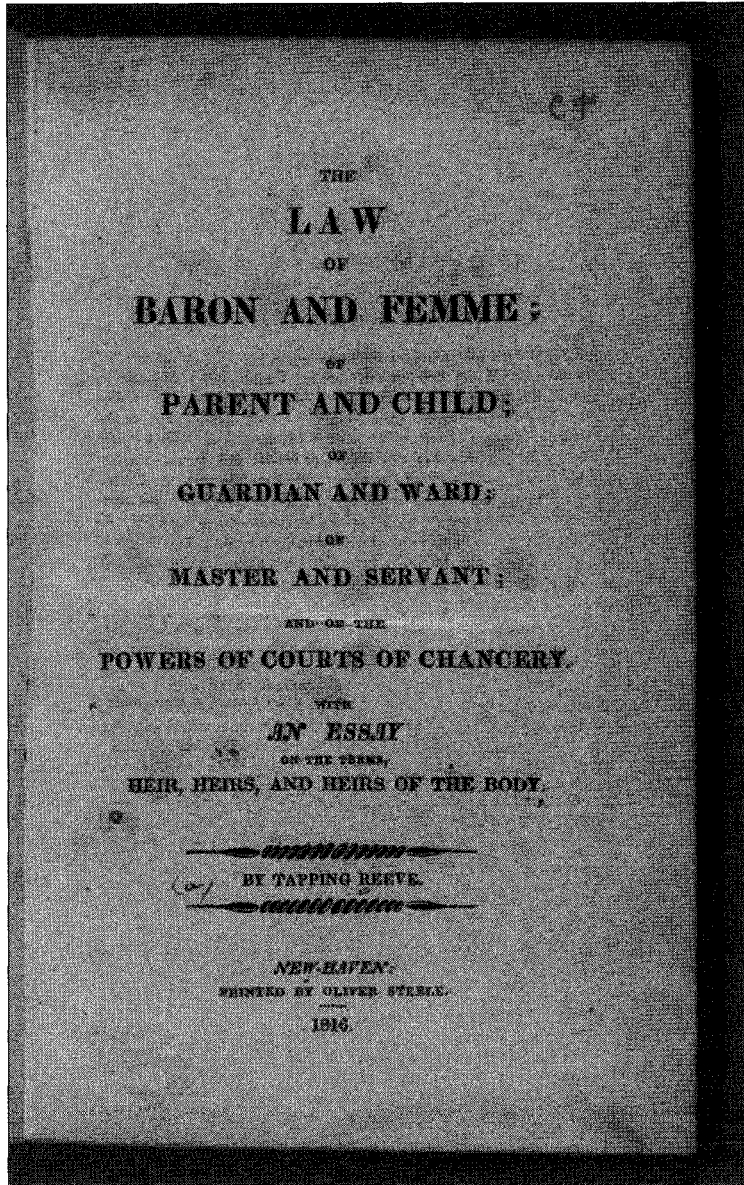 THE
LAW
OF
BARON AND FEMME;
OF
PARENT AND CHILD;
OF
GUARDIAN AND WARD;
OF
MASTER AND SERVANT;
AND OF THE
POWERS OF COURTS OF CHANCERY.
WITH
AN ESSAY
ON THE TERMS,
HEIR, HEIRS, AND HEIRS OF THE BODY.
BY TAPPING REEVE.
NEW-HAVEN:
PRINTED BY OLIVER STEELE.
1816.